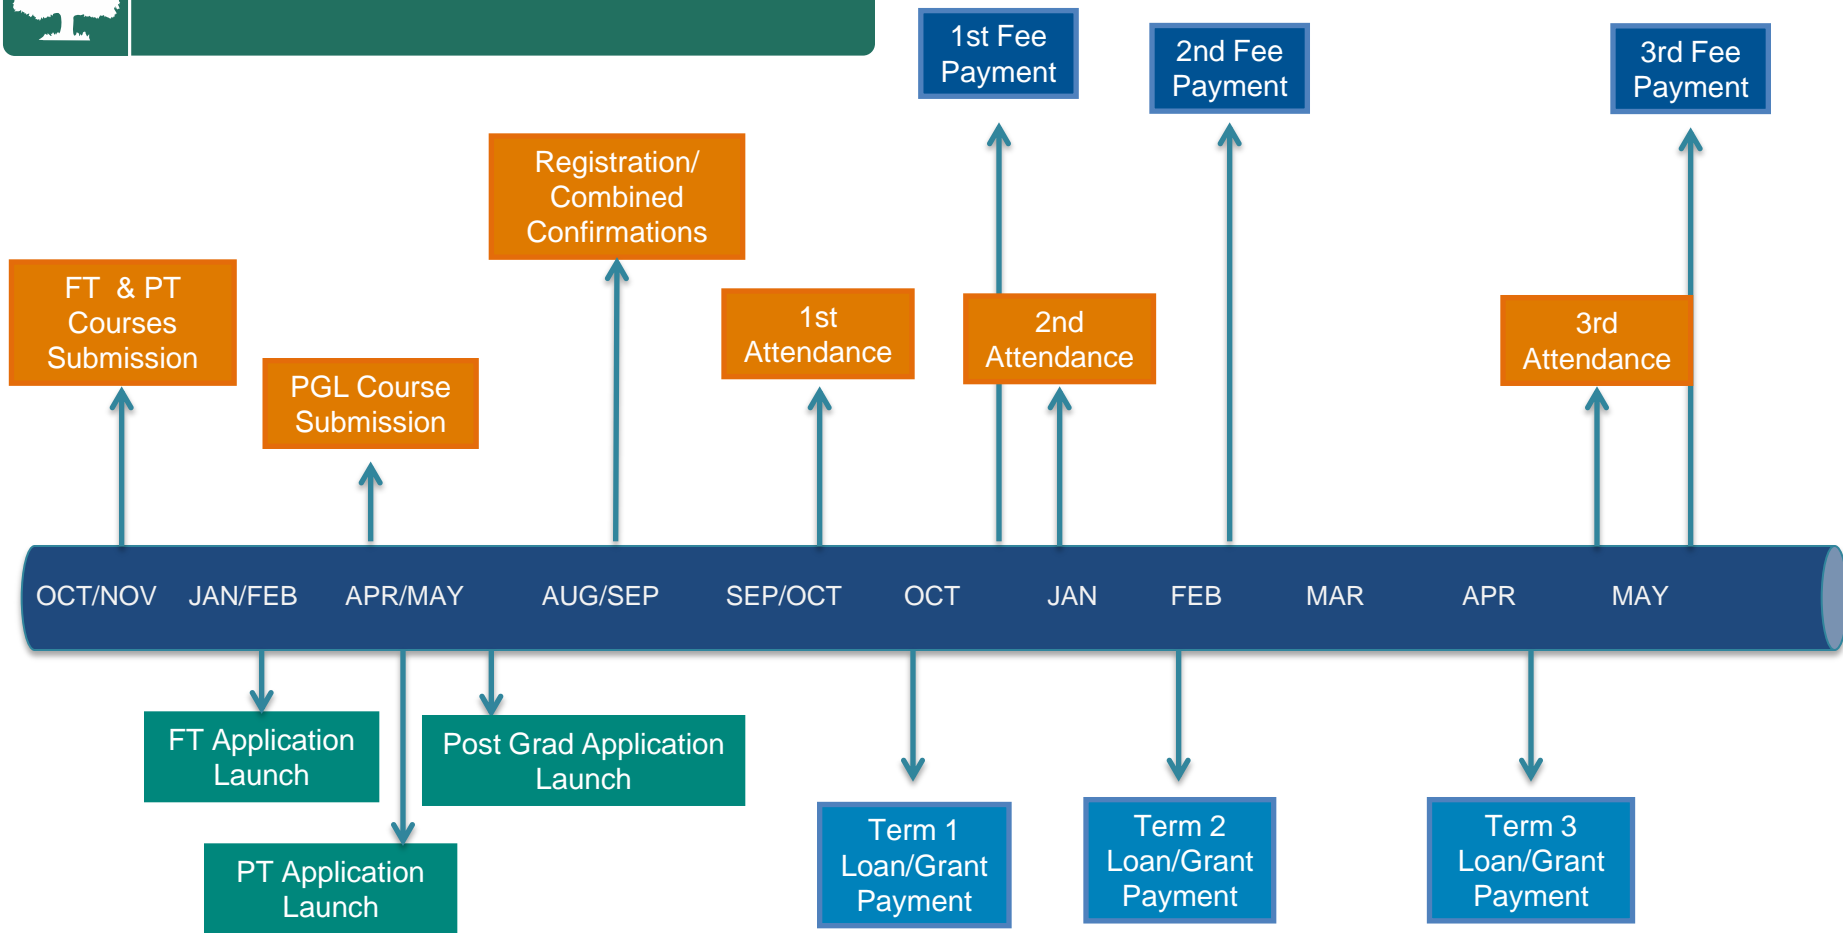 1st Fee
Payment
2nd Fee
Payment
3rd Fee
Payment
Registration/
Combined
Confirmations
FT & PT
Courses
Submission
PGL Course
Submission
1st
Attendance
2nd
Attendance
3rd
Attendance
OCT/NOV JAN/FEB APR/MAY AUG/SEP SEP/OCT OCT JAN FEB MAR APR MAY
FT Application
Launch
Post Grad Application
Launch
PT Application
Launch
Term 1
Loan/Grant
Payment
Term 2
Loan/Grant
Payment
Term 3
Loan/Grant
Payment